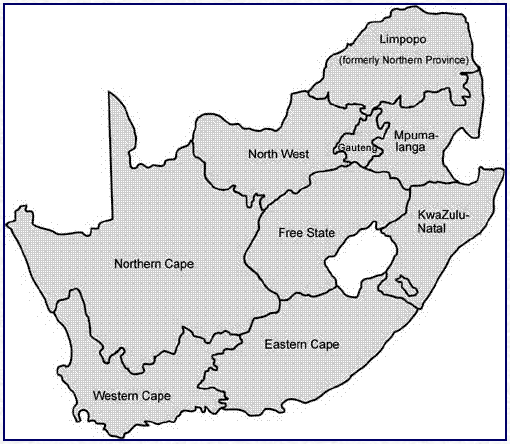 Limpopo
(formerly Northern Province)
Mpuma-
langa
Gauteng
North West
KwaZulu-
Natal
Free State
Northern Cape
Eastern Cape
Western Cape